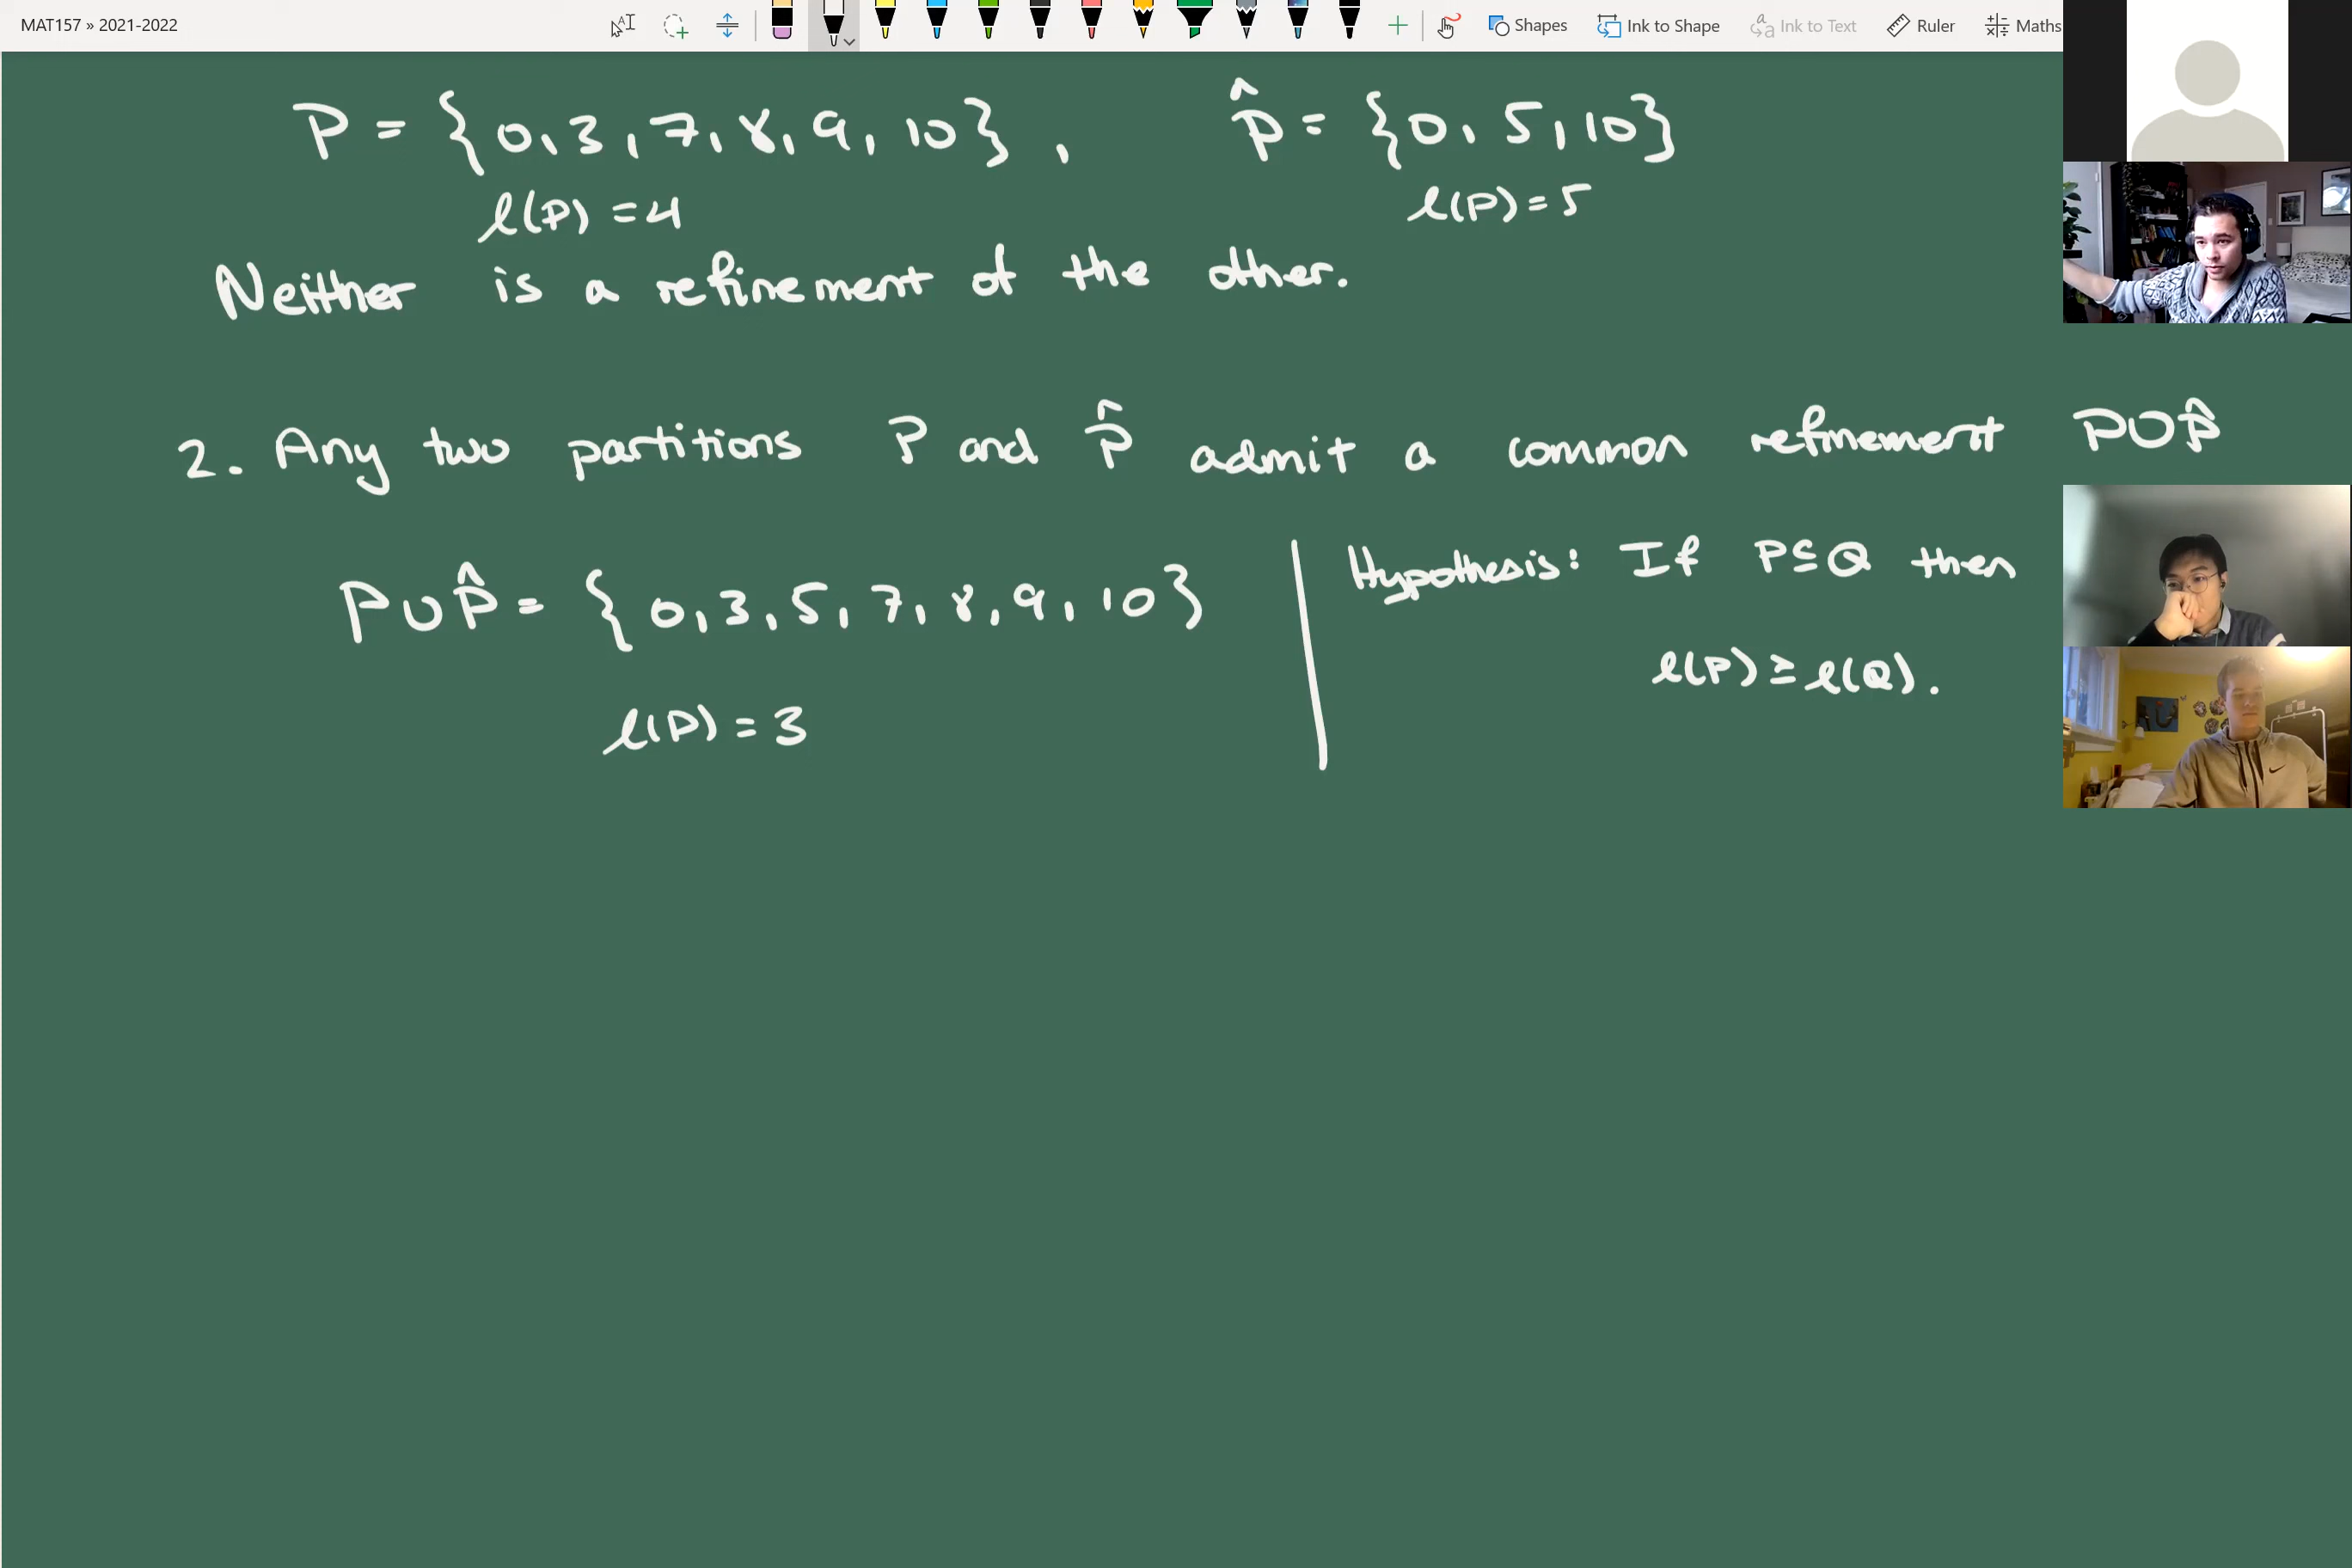 MAT157 » 2021-2022
Shapes Ink to Shape Ink to Text Ruler Maths
P = {0, 3, 7, 8, 9, 10}, P̂ = {0, 5, 10}
l(P) = 4 l(P) = 5
Neither is a refinement of the other.
2. Any two partitions P and P̂ admit a common refinement P∪P̂
P∪P̂ = {0, 3, 5, 7, 8, 9, 10}
l(P) = 3
Hypothesis: If P⊆Q then
l(P) ≥ l(Q).